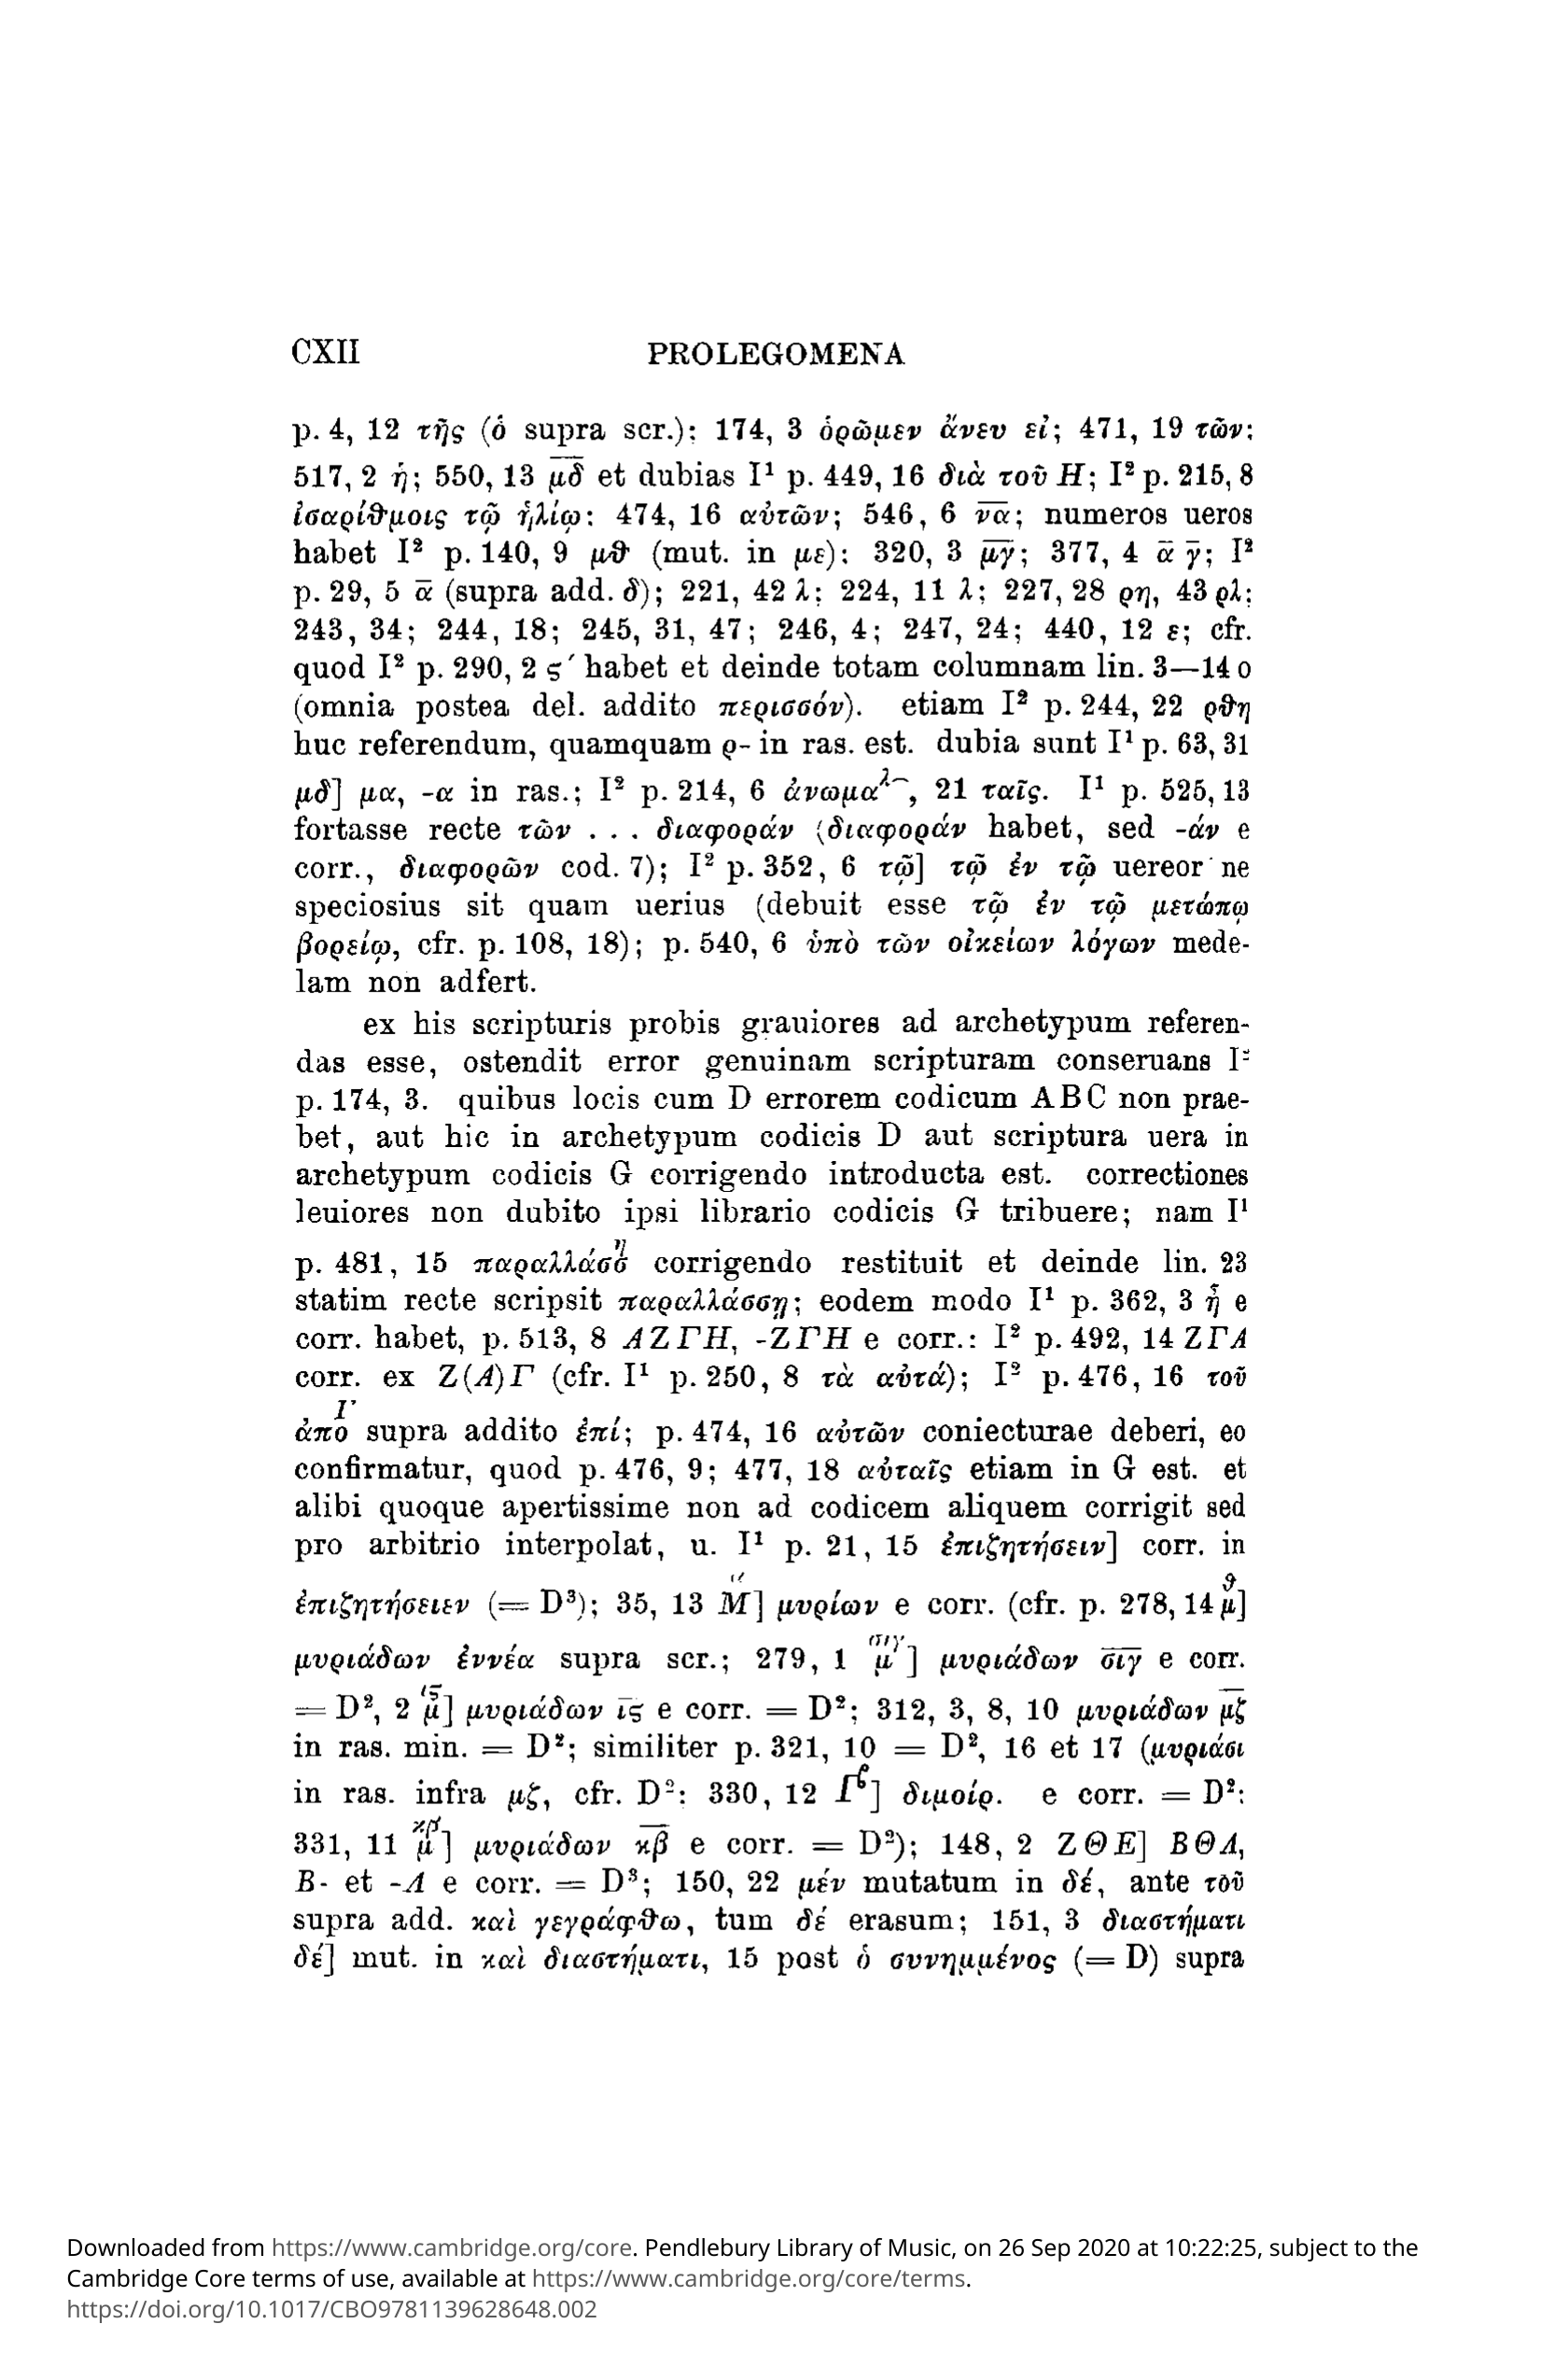 CXII PROLEGOMENA
p. 4, 12 τῆς (ὁ supra scr.); 174, 3 ὁρῶμεν ἄνευ εἰ; 471, 19 τῶν;
517, 2 ἡ; 550, 13 μ̅δ̅ et dubias I¹ p. 449, 16 διὰ τοῦ H; I² p. 215, 8
ἰσαρίθμοις τῷ ἡλίῳ; 474, 16 αὐτῶν; 546, 6 ν̅α̅; numeros ueros
habet I² p. 140, 9 μθ (mut. in με); 320, 3 μ̅γ̅; 377, 4 α̅ γ̅; I²
p. 29, 5 α̅ (supra add. δ); 221, 42 λ; 224, 11 λ; 227, 28 ρη, 43 ρλ;
243, 34; 244, 18; 245, 31, 47; 246, 4; 247, 24; 440, 12 ε; cfr.
quod I² p. 290, 2 ϛ´ habet et deinde totam columnam lin. 3—14 o
(omnia postea del. addito περισσόν). etiam I² p. 244, 22 ρθη
huc referendum, quamquam ρ- in ras. est. dubia sunt I¹ p. 63, 31
μδ] μα, -α in ras.; I² p. 214, 6 ἀνωμαλ, 21 ταῖς. I¹ p. 525, 13
fortasse recte τῶν . . . διαφοράν (διαφοράν habet, sed -άν e
corr., διαφορῶν cod. 7); I² p. 352, 6 τῷ] τῷ ἐν τῷ uereor ne
speciosius sit quam uerius (debuit esse τῷ ἐν τῷ μετώπῳ
βορείῳ, cfr. p. 108, 18); p. 540, 6 ὑπὸ τῶν οἰκείων λόγων mede-
lam non adfert.
ex his scripturis probis grauiores ad archetypum referen-
das esse, ostendit error genuinam scripturam conseruans I²
p. 174, 3. quibus locis cum D errorem codicum ABC non prae-
bet, aut hic in archetypum codicis D aut scriptura uera in
archetypum codicis G corrigendo introducta est. correctiones
leuiores non dubito ipsi librario codicis G tribuere; nam I¹
p. 481, 15 παραλλάσσ^η corrigendo restituit et deinde lin. 23
statim recte scripsit παραλλάσσῃ; eodem modo I¹ p. 362, 3 ᾗ e
corr. habet, p. 513, 8 ΑΖΓΗ, -ΖΓΗ e corr.; I² p. 492, 14 ΖΓΛ
corr. ex Ζ(Λ)Γ (cfr. I¹ p. 250, 8 τὰ αὐτά); I² p. 476, 16 τοῦ
ἀπὸ^Γ supra addito ἐπί; p. 474, 16 αὐτῶν coniecturae deberi, eo
confirmatur, quod p. 476, 9; 477, 18 αὐταῖς etiam in G est. et
alibi quoque apertissime non ad codicem aliquem corrigit sed
pro arbitrio interpolat, u. I¹ p. 21, 15 ἐπιζητήσειν] corr. in
ἐπιζητήσειεν (= D³); 35, 13 Μ] μυρίων e corr. (cfr. p. 278, 14 μ^θ]
μυριάδων ἐννέα supra scr.; 279, 1 μ^σιγ] μυριάδων σ̅ι̅γ̅ e corr.
= D², 2 μ^ιϛ] μυριάδων ι̅ϛ̅ e corr. = D²; 312, 3, 8, 10 μυριάδων μ̅ζ̅
in ras. min. = D²; similiter p. 321, 10 = D², 16 et 17 (μυριάσι
in ras. infra μζ, cfr. D²; 330, 12 Γβ] διμοίρ. e corr. = D²;
331, 11 μ^κβ] μυριάδων κ̅β̅ e corr. = D²); 148, 2 ΖΘΕ] ΒΘΛ,
Β- et -Λ e corr. = D³; 150, 22 μέν mutatum in δέ, ante τοῦ
supra add. καὶ γεγράφθω, tum δέ erasum; 151, 3 διαστήματι
δέ] mut. in καὶ διαστήματι, 15 post ὁ συνημμένος (= D) supra
Downloaded from https://www.cambridge.org/core. Pendlebury Library of Music, on 26 Sep 2020 at 10:22:25, subject to the
Cambridge Core terms of use, available at https://www.cambridge.org/core/terms.
https://doi.org/10.1017/CBO9781139628648.002